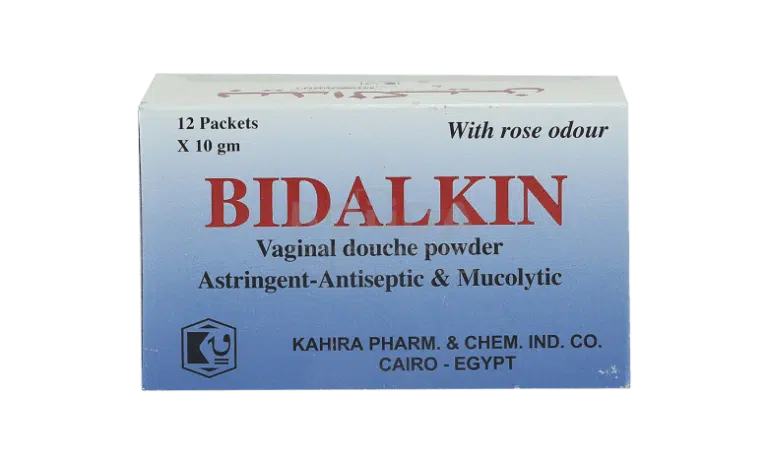 بيدالكين
12 Packets
X 10 gm
With rose odour
BIDALKIN
Vaginal douche powder
Astringent-Antiseptic & Mucolytic
KAHIRA PHARM. & CHEM. IND. CO.
CAIRO - EGYPT